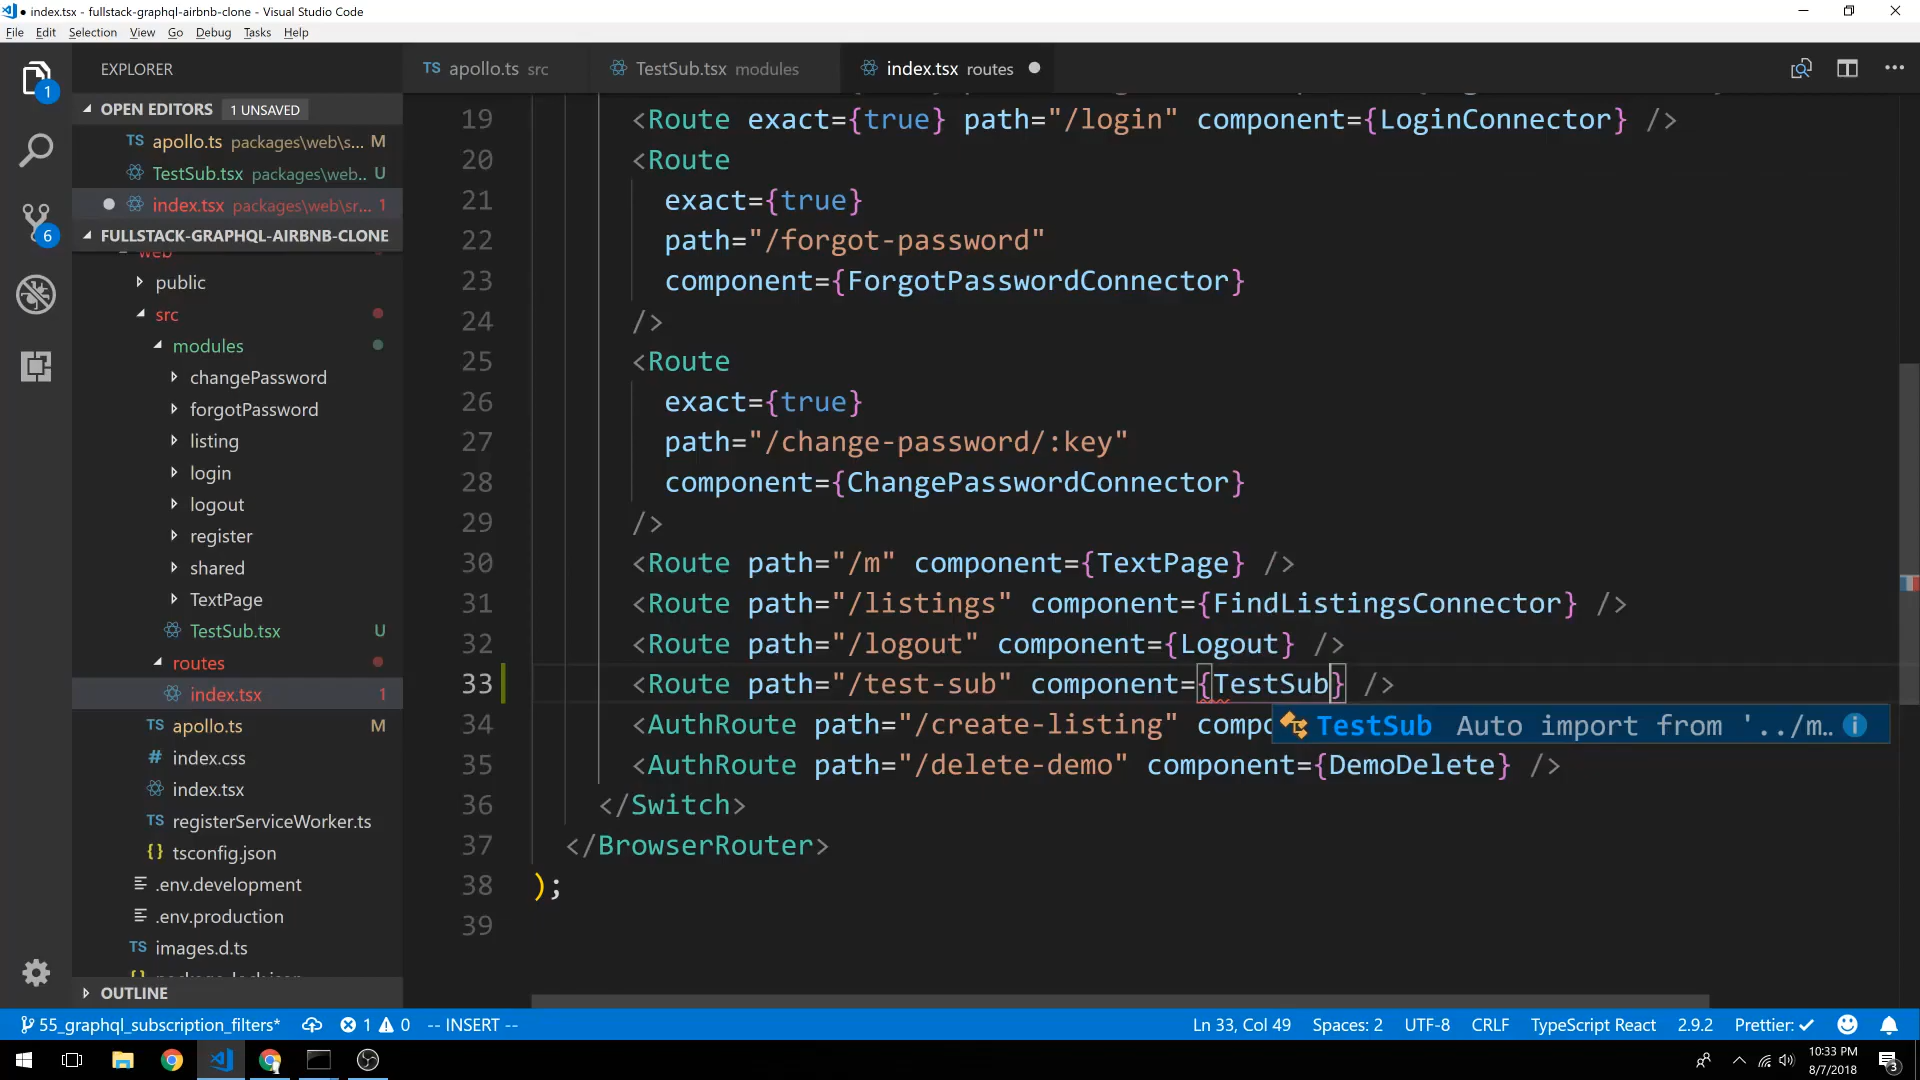 index.tsx - fullstack-graphql-airbnb-clone - Visual Studio Code
File Edit Selection View Go Debug Tasks Help
EXPLORER
TS apollo.ts src
TestSub.tsx modules
index.tsx routes
1
OPEN EDITORS 1 UNSAVED
TS apollo.ts packages\web\s... M
TestSub.tsx packages\web... U
index.tsx packages\web\sr... 1
6
FULLSTACK-GRAPHQL-AIRBNB-CLONE
web
public
src
modules
changePassword
forgotPassword
listing
login
logout
register
shared
TextPage
TestSub.tsx U
routes
index.tsx 1
TS apollo.ts M
# index.css
index.tsx
TS registerServiceWorker.ts
{} tsconfig.json
.env.development
.env.production
TS images.d.ts
OUTLINE
19 <Route exact={true} path="/login" component={LoginConnector} />
20 <Route
21 exact={true}
22 path="/forgot-password"
23 component={ForgotPasswordConnector}
24 />
25 <Route
26 exact={true}
27 path="/change-password/:key"
28 component={ChangePasswordConnector}
29 />
30 <Route path="/m" component={TextPage} />
31 <Route path="/listings" component={FindListingsConnector} />
32 <Route path="/logout" component={Logout} />
33 <Route path="/test-sub" component={TestSub} />
34 <AuthRoute path="/create-listing" compo
TestSub Auto import from '../m…
35 <AuthRoute path="/delete-demo" component={DemoDelete} />
36 </Switch>
37 </BrowserRouter>
38 );
39
55_graphql_subscription_filters* 1 0 -- INSERT -- Ln 33, Col 49 Spaces: 2 UTF-8 CRLF TypeScript React 2.9.2 Prettier: ✓
10:33 PM
8/7/2018
3